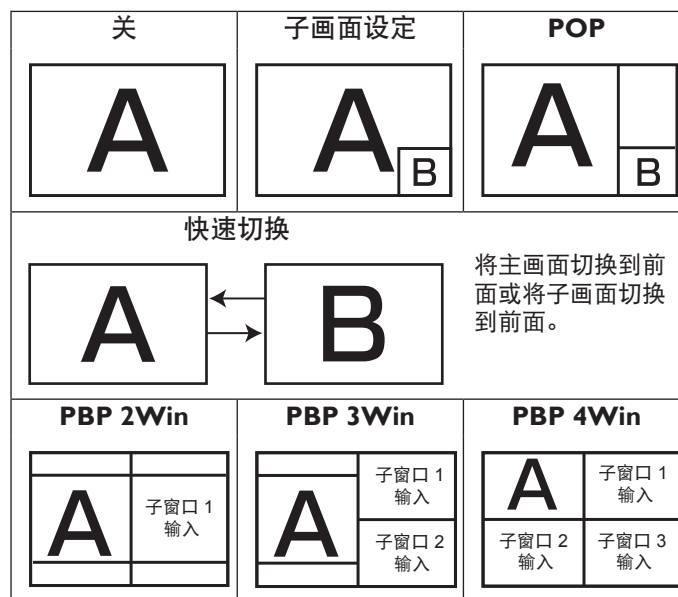 关
子画面设定
POP
A
A
B
A
B
快速切换
A
B
将主画面切换到前
面或将子画面切换
到前面。
PBP 2Win
PBP 3Win
PBP 4Win
A
子窗口 1
输入
A
子窗口 1
输入
子窗口 2
输入
A
子窗口 1
输入
子窗口 2
输入
子窗口 3
输入